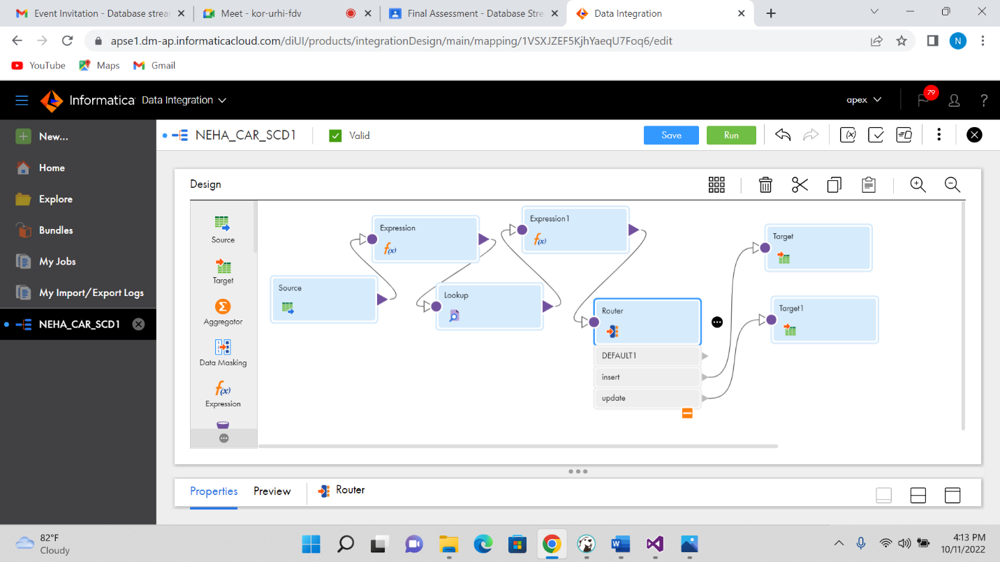 Event Invitation - Database strea
Meet - kor-urhi-fdv
Final Assessment - Database Stre
Data Integration
apse1.dm-ap.informaticacloud.com/diUI/products/integrationDesign/main/mapping/1VSXJZEF5KjhYaeqU7Foq6/edit
N
YouTube
Maps
Gmail
Informatica
Data Integration
apex
79
?
New...
Home
Explore
Bundles
My Jobs
My Import/Export Logs
NEHA_CAR_SCD1
NEHA_CAR_SCD1
Valid
Save
Run
(x)
Design
Source
Target
Aggregator
Data Masking
Expression
Source
Expression
f(x)
Lookup
Expression1
f(x)
Router
DEFAULT1
insert
update
Target
Target1
Properties
Preview
Router
82°F
Cloudy
4:13 PM
10/11/2022